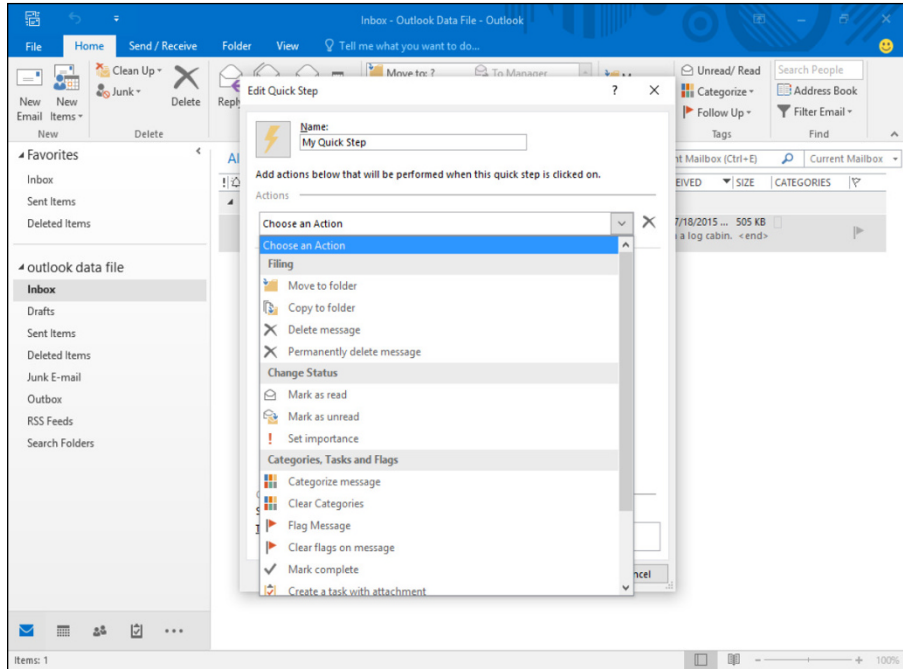 Inbox - Outlook Data File - Outlook
File Home Send / Receive Folder View Tell me what you want to do...
New Email
New Items
New
Clean Up
Junk
Delete
Delete
Move to: ?
To Manager
Unread/ Read
Categorize
Follow Up
Tags
Search People
Address Book
Filter Email
Find
Favorites
Inbox
Sent Items
Deleted Items
outlook data file
Inbox
Drafts
Sent Items
Deleted Items
Junk E-mail
Outbox
RSS Feeds
Search Folders
Edit Quick Step ?
Name:
My Quick Step
Add actions below that will be performed when this quick step is clicked on.
Actions
Choose an Action
Choose an Action
Filing
Move to folder
Copy to folder
Delete message
Permanently delete message
Change Status
Mark as read
Mark as unread
! Set importance
Categories, Tasks and Flags
Categorize message
Clear Categories
Flag Message
Clear flags on message
Mark complete
Create a task with attachment
Mailbox (Ctrl+E) Current Mailbox
SIZE CATEGORIES
7/18/2015 ... 505 KB
a log cabin. <end>
Items: 1
100%